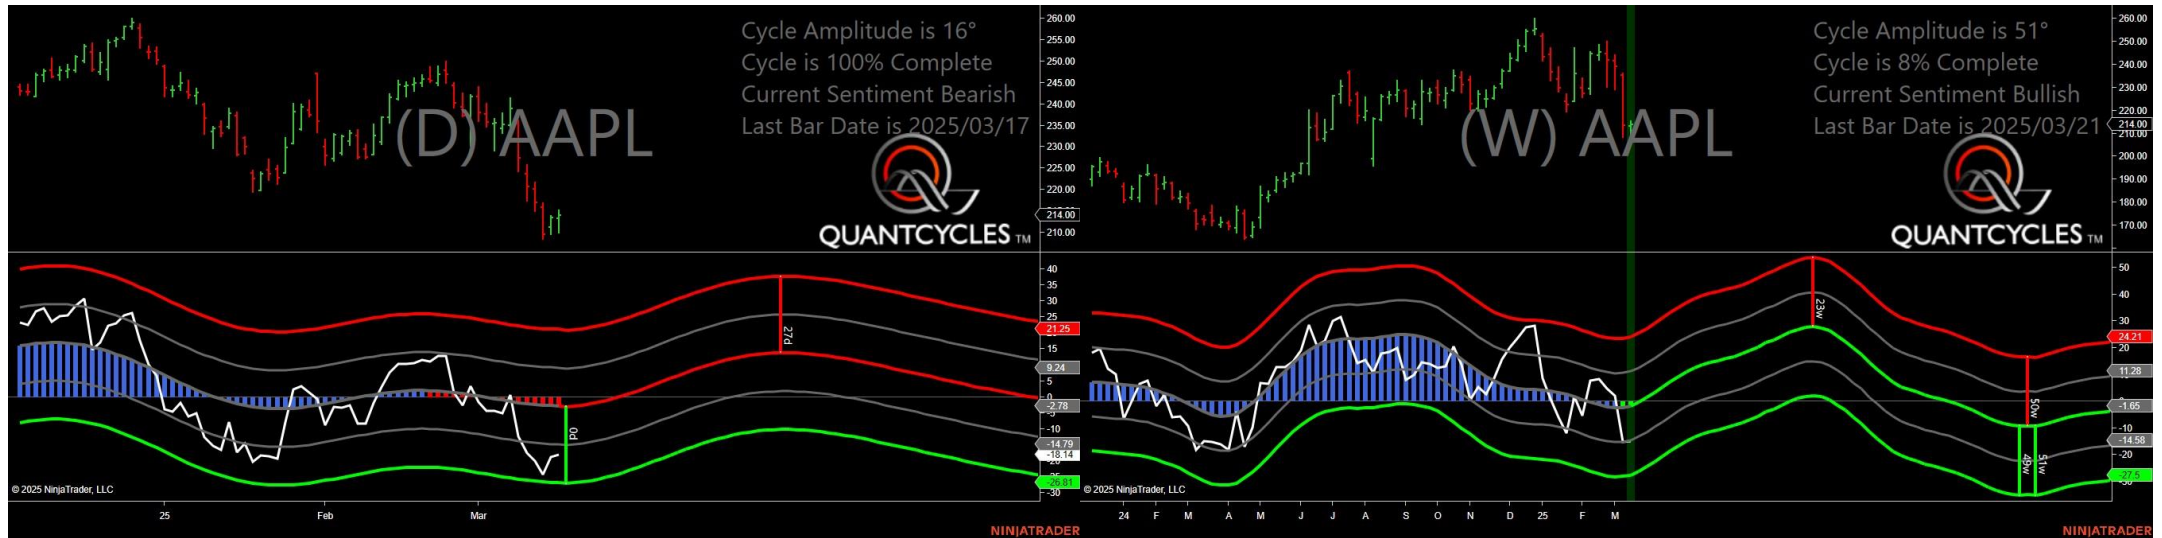 Cycle Amplitude is 16°
Cycle is 100% Complete
Current Sentiment Bearish
Last Bar Date is 2025/03/17
(D) AAPL
QUANTCYCLES TM
260.00
255.00
250.00
245.00
240.00
235.00
230.00
225.00
220.00
214.00
210.00
40
35
30
25
21.25
15
9.24
5
0
-2.78
-10
-14.79
-18.14
-26.81
-30
27d
0d
© 2025 NinjaTrader, LLC
25
Feb
Mar
NINJATRADER
Cycle Amplitude is 51°
Cycle is 8% Complete
Current Sentiment Bullish
Last Bar Date is 2025/03/21
(W) AAPL
QUANTCYCLES TM
260.00
250.00
240.00
230.00
220.00
214.00
210.00
200.00
190.00
180.00
170.00
50
40
30
24.21
20
11.28
-1.65
-10
-14.58
-20
-27.5
23w
50w
49w
51w
© 2025 NinjaTrader, LLC
24
F
M
A
M
J
J
A
S
O
N
D
25
F
M
NINJATRADER